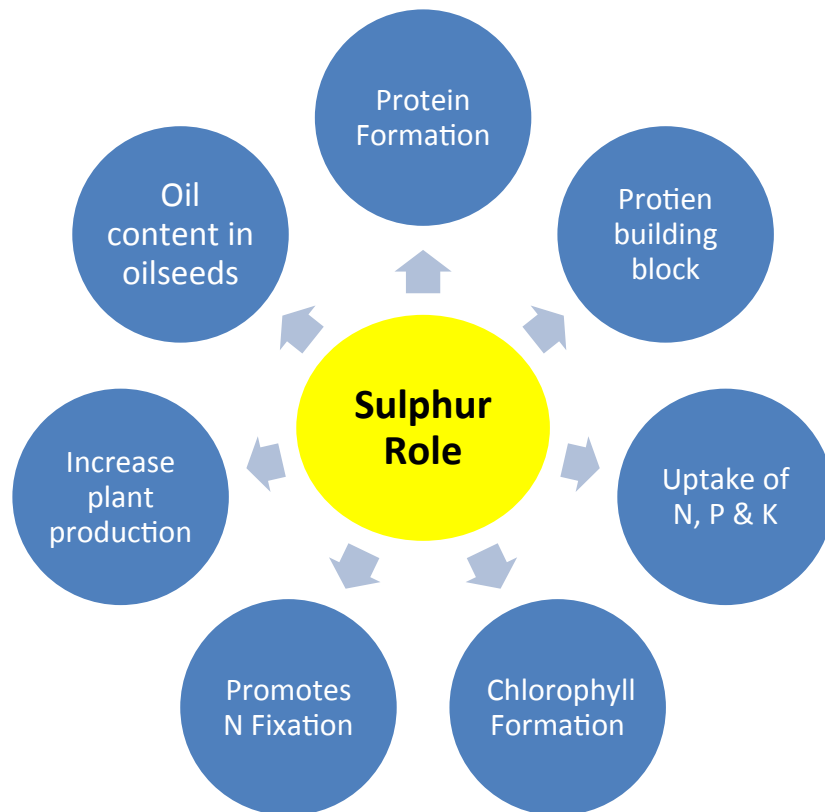 Protein
Formation
Protien
building
block
Uptake of
N, P & K
Chlorophyll
Formation
Promotes
N Fixation
Increase
plant
production
Oil
content in
oilseeds
Sulphur
Role